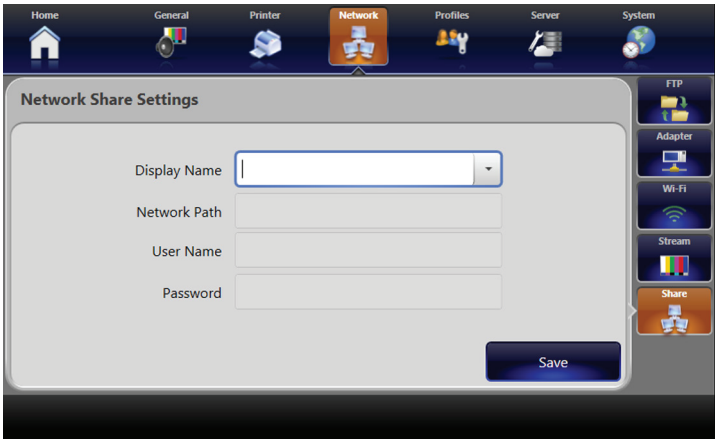 Home General Printer Network Profiles Server System
Network Share Settings
FTP
Adapter
Wi-Fi
Stream
Share
Display Name
Network Path
User Name
Password
Save